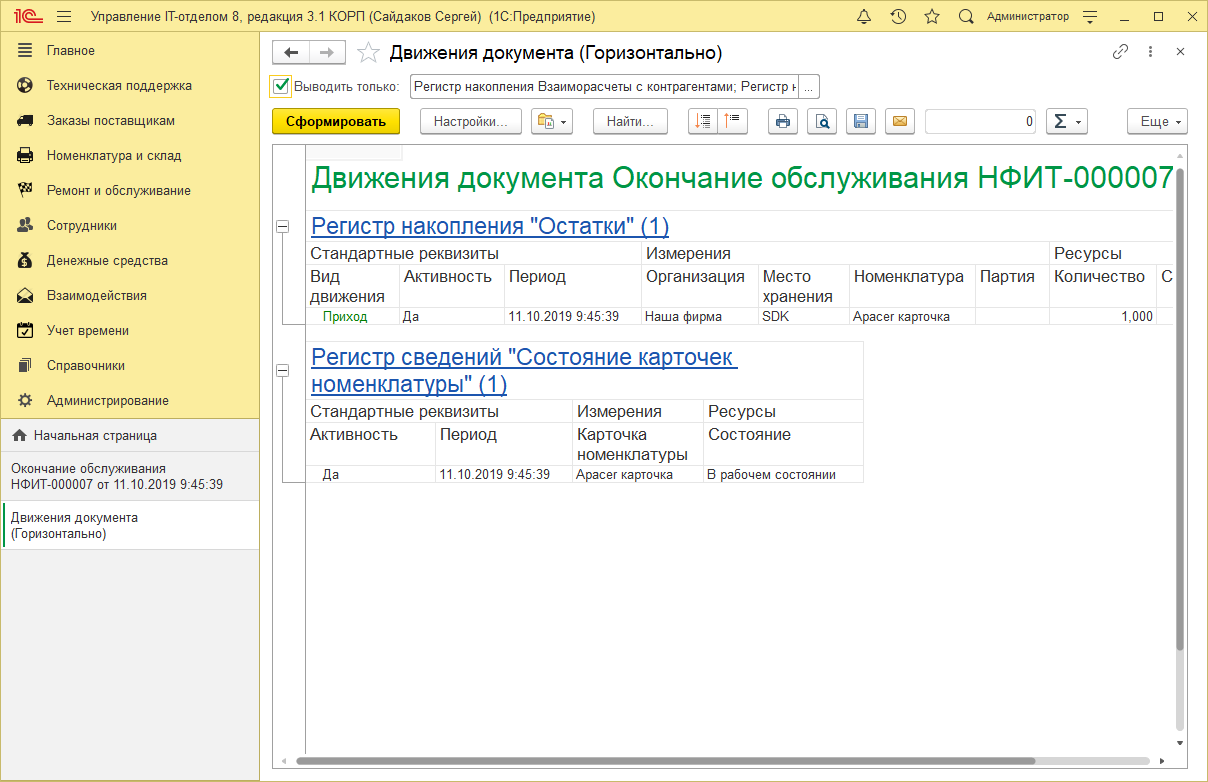 1С Управление IT-отделом 8, редакция 3.1 КОРП (Сайдаков Сергей) (1С:Предприятие) Администратор
Главное
Техническая поддержка
Заказы поставщикам
Номенклатура и склад
Ремонт и обслуживание
Сотрудники
Денежные средства
Взаимодействия
Учет времени
Справочники
Администрирование
Начальная страница
Окончание обслуживания
НФИТ-000007 от 11.10.2019 9:45:39
Движения документа
(Горизонтально)
Движения документа (Горизонтально)
Выводить только: Регистр накопления Взаиморасчеты с контрагентами; Регистр н ...
Сформировать Настройки... Найти... 0 Σ Еще
Движения документа Окончание обслуживания НФИТ-000007
Регистр накопления "Остатки" (1)
Стандартные реквизиты Измерения Ресурсы
Вид Активность Период Организация Место Номенклатура Партия Количество С
движения хранения
Приход Да 11.10.2019 9:45:39 Наша фирма SDK Apacer карточка 1,000
Регистр сведений "Состояние карточек
номенклатуры" (1)
Стандартные реквизиты Измерения Ресурсы
Активность Период Карточка Состояние
номенклатуры
Да 11.10.2019 9:45:39 Apacer карточка В рабочем состоянии